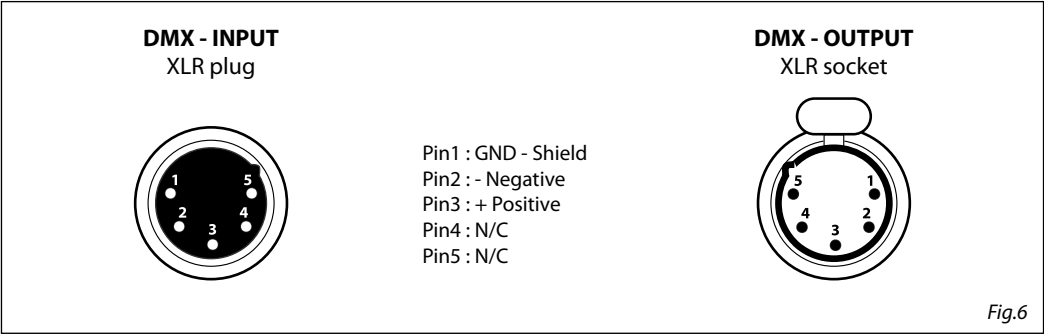 DMX - INPUT
XLR plug
1
5
2
4
3
Pin1 : GND - Shield
Pin2 : - Negative
Pin3 : + Positive
Pin4 : N/C
Pin5 : N/C
DMX - OUTPUT
XLR socket
5
1
4
2
3
Fig.6